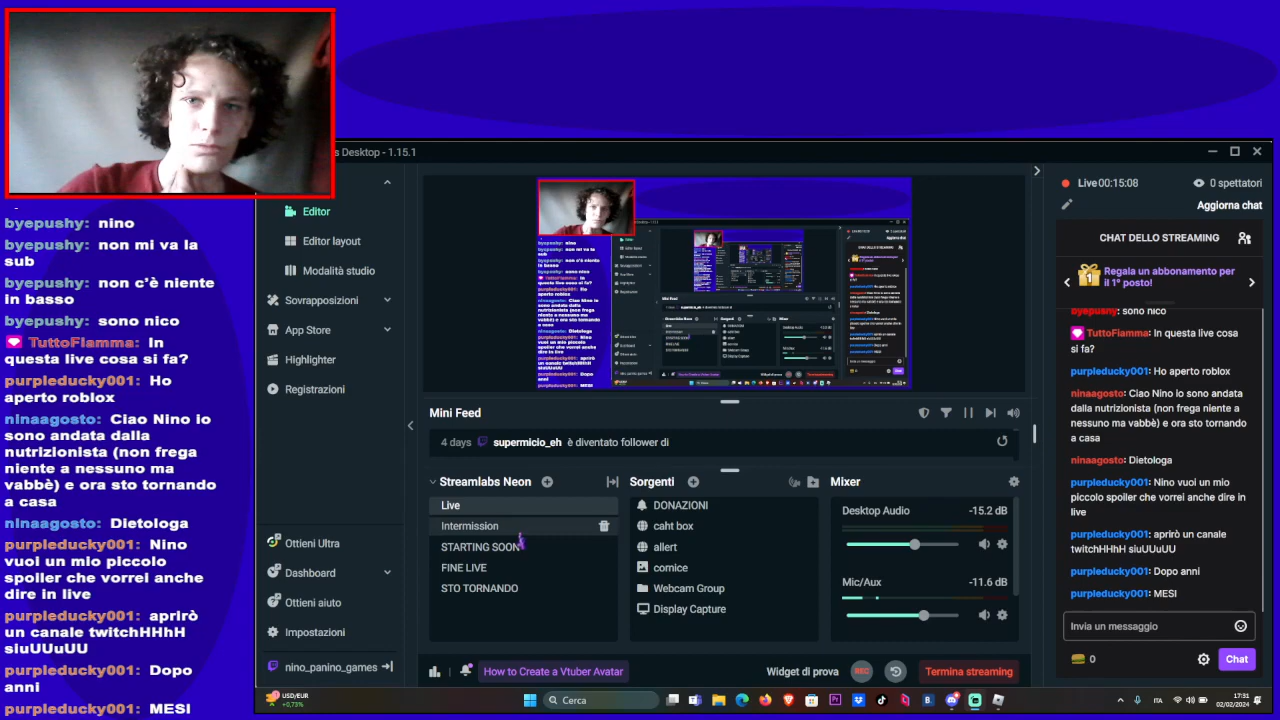 byepushy: nino
byepushy: non mi va la
sub
byepushy: non c'è niente
in basso
byepushy: sono nico
TuttoFiamma: In
questa live cosa si fa?
purpleducky001: Ho
aperto roblox
ninaagosto: Ciao Nino io
sono andata dalla
nutrizionista (non frega
niente a nessuno ma
vabbè) e ora sto tornando
a casa
ninaagosto: Dietologa
purpleducky001: Nino
vuoi un mio piccolo
spoiler che vorrei anche
dire in live
purpleducky001: aprirò
un canale twitchHHhH
siuUUuUU
purpleducky001: Dopo
anni
purpleducky001: MESI
s Desktop - 1.15.1
Editor
Editor layout
Modalità studio
Sovrapposizioni
App Store
Highlighter
Registrazioni
Ottieni Ultra
Dashboard
Ottieni aiuto
Impostazioni
nino_panino_games
Mini Feed
4 days supermicio_eh è diventato follower di
Streamlabs Neon
Live
Intermission
STARTING SOON
FINE LIVE
STO TORNANDO
Sorgenti
DONAZIONI
caht box
allert
cornice
Webcam Group
Display Capture
Mixer
Desktop Audio -15.2 dB
Mic/Aux -11.6 dB
How to Create a Vtuber Avatar
Widget di prova
REC
Termina streaming
Live 00:15:08
0 spettatori
Aggiorna chat
CHAT DELLO STREAMING
1
Regala un abbonamento per
il 1° posto!
byepushy: sono nico
TuttoFiamma: In questa live cosa
si fa?
purpleducky001: Ho aperto roblox
ninaagosto: Ciao Nino io sono andata
dalla nutrizionista (non frega niente a
nessuno ma vabbè) e ora sto tornando
a casa
ninaagosto: Dietologa
purpleducky001: Nino vuoi un mio
piccolo spoiler che vorrei anche dire in
live
purpleducky001: aprirò un canale
twitchHHhH siuUUuUU
purpleducky001: Dopo anni
purpleducky001: MESI
Invia un messaggio
0
Chat
USD/EUR
+0,73%
Cerca
ITA
17:31
02/02/2024